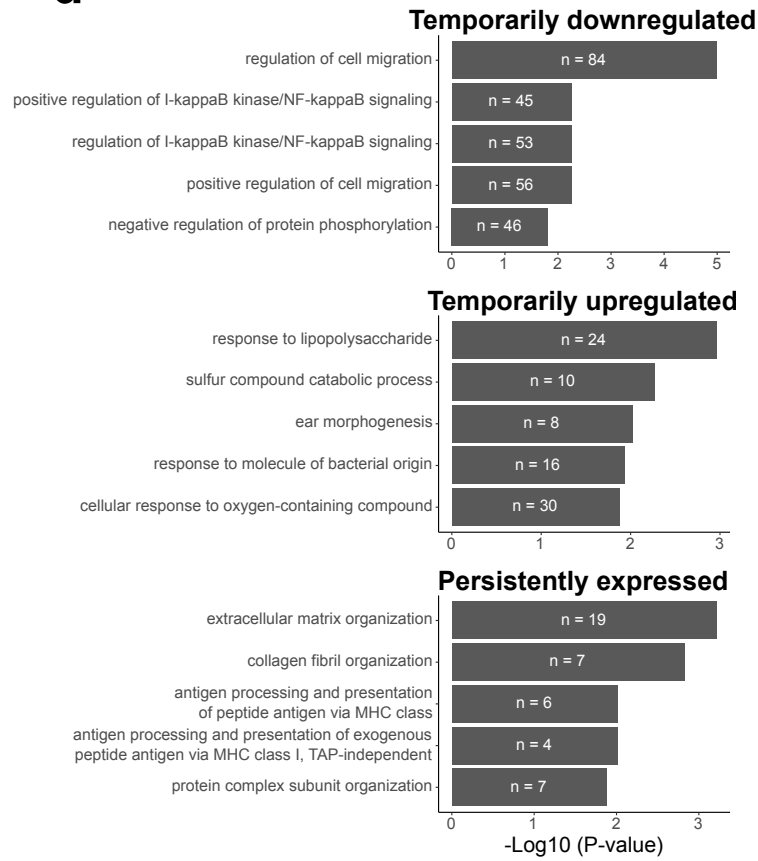 Temporarily downregulated
regulation of cell migration
n = 84
positive regulation of I-kappaB kinase/NF-kappaB signaling
n = 45
regulation of I-kappaB kinase/NF-kappaB signaling
n = 53
positive regulation of cell migration
n = 56
negative regulation of protein phosphorylation
n = 46
0 1 2 3 4 5
Temporarily upregulated
response to lipopolysaccharide
n = 24
sulfur compound catabolic process
n = 10
ear morphogenesis
n = 8
response to molecule of bacterial origin
n = 16
cellular response to oxygen-containing compound
n = 30
0 1 2 3
Persistently expressed
extracellular matrix organization
n = 19
collagen fibril organization
n = 7
antigen processing and presentation
of peptide antigen via MHC class
n = 6
antigen processing and presentation of exogenous
peptide antigen via MHC class I, TAP-independent
n = 4
protein complex subunit organization
n = 7
0 1 2 3
-Log10 (P-value)